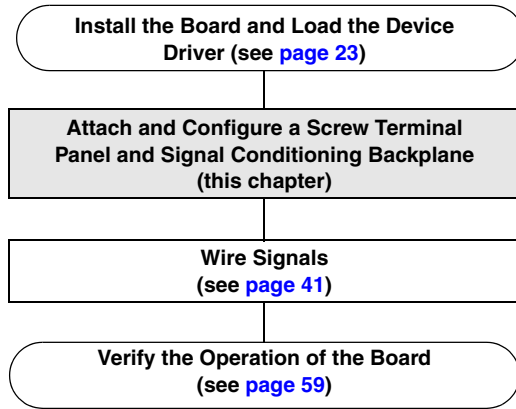 Install the Board and Load the Device
Driver (see page 23)
Attach and Configure a Screw Terminal
Panel and Signal Conditioning Backplane
(this chapter)
Wire Signals
(see page 41)
Verify the Operation of the Board
(see page 59)